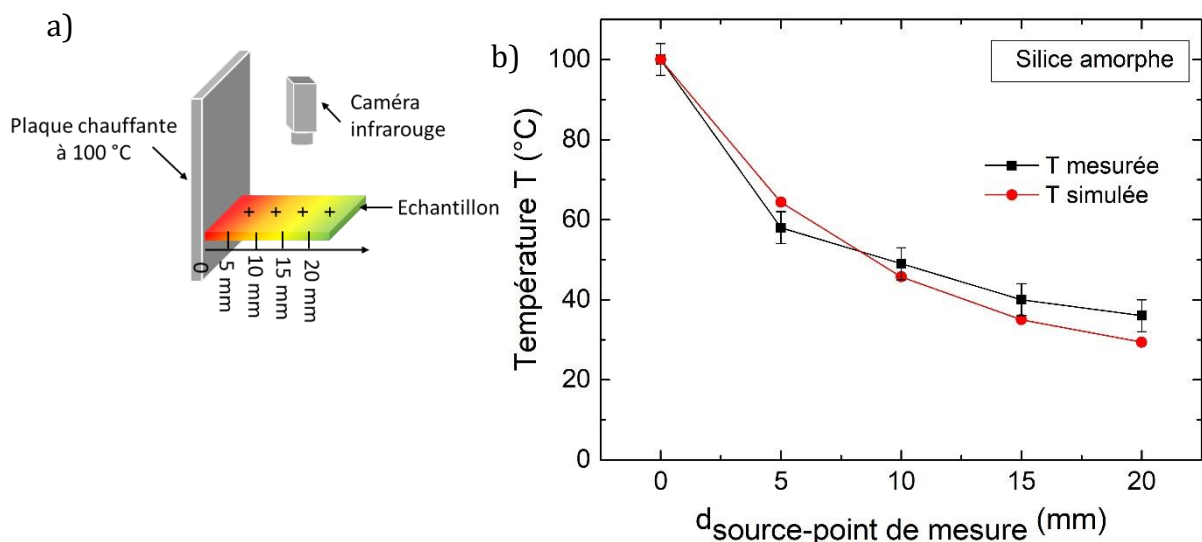 a)
Plaque chauffante
à 100 °C
Caméra
infrarouge
Echantillon
0
5 mm
10 mm
15 mm
20 mm
b)
Silice amorphe
T mesurée
T simulée
Température T (°C)
100
80
60
40
20
0
0 5 10 15 20
dsource-point de mesure (mm)